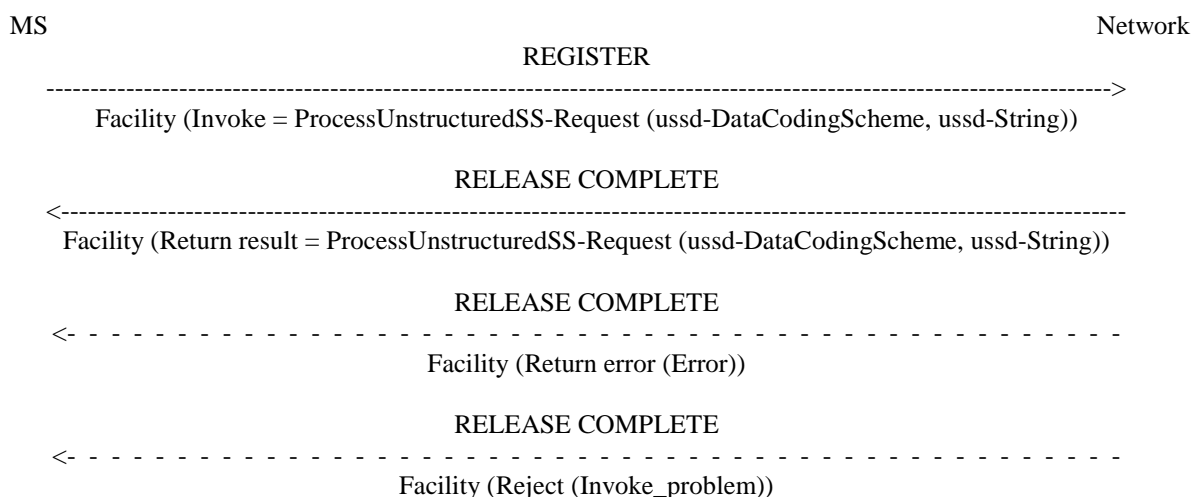 MS Network
REGISTER
------------------------------------------------------------------------------------------------------------------------>
Facility (Invoke = ProcessUnstructuredSS-Request (ussd-DataCodingScheme, ussd-String))
RELEASE COMPLETE
<------------------------------------------------------------------------------------------------------------------------
Facility (Return result = ProcessUnstructuredSS-Request (ussd-DataCodingScheme, ussd-String))
RELEASE COMPLETE
<- - - - - - - - - - - - - - - - - - - - - - - - - - - - - - - - - - - - - - - - - - - - - - - - -
Facility (Return error (Error))
RELEASE COMPLETE
<- - - - - - - - - - - - - - - - - - - - - - - - - - - - - - - - - - - - - - - - - - - - - - - - -
Facility (Reject (Invoke_problem))